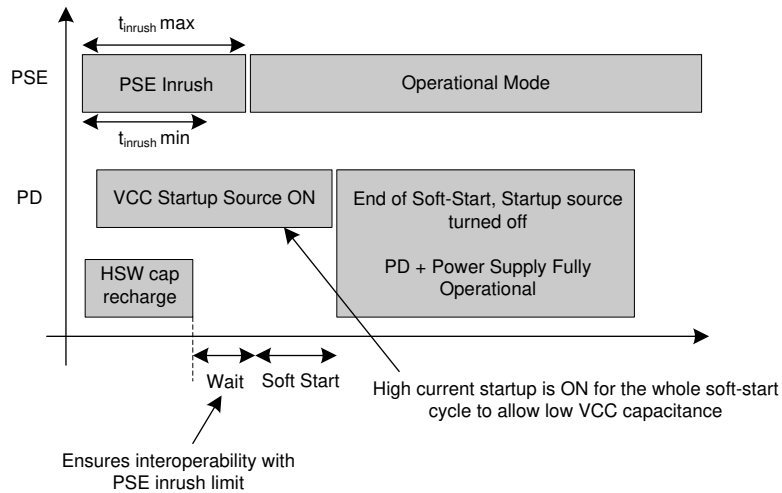 t_inrush max
PSE
PSE Inrush
Operational Mode
t_inrush min
PD
VCC Startup Source ON
End of Soft-Start, Startup source
turned off
PD + Power Supply Fully
Operational
HSW cap
recharge
Wait
Soft Start
High current startup is ON for the whole soft-start
cycle to allow low VCC capacitance
Ensures interoperability with
PSE inrush limit